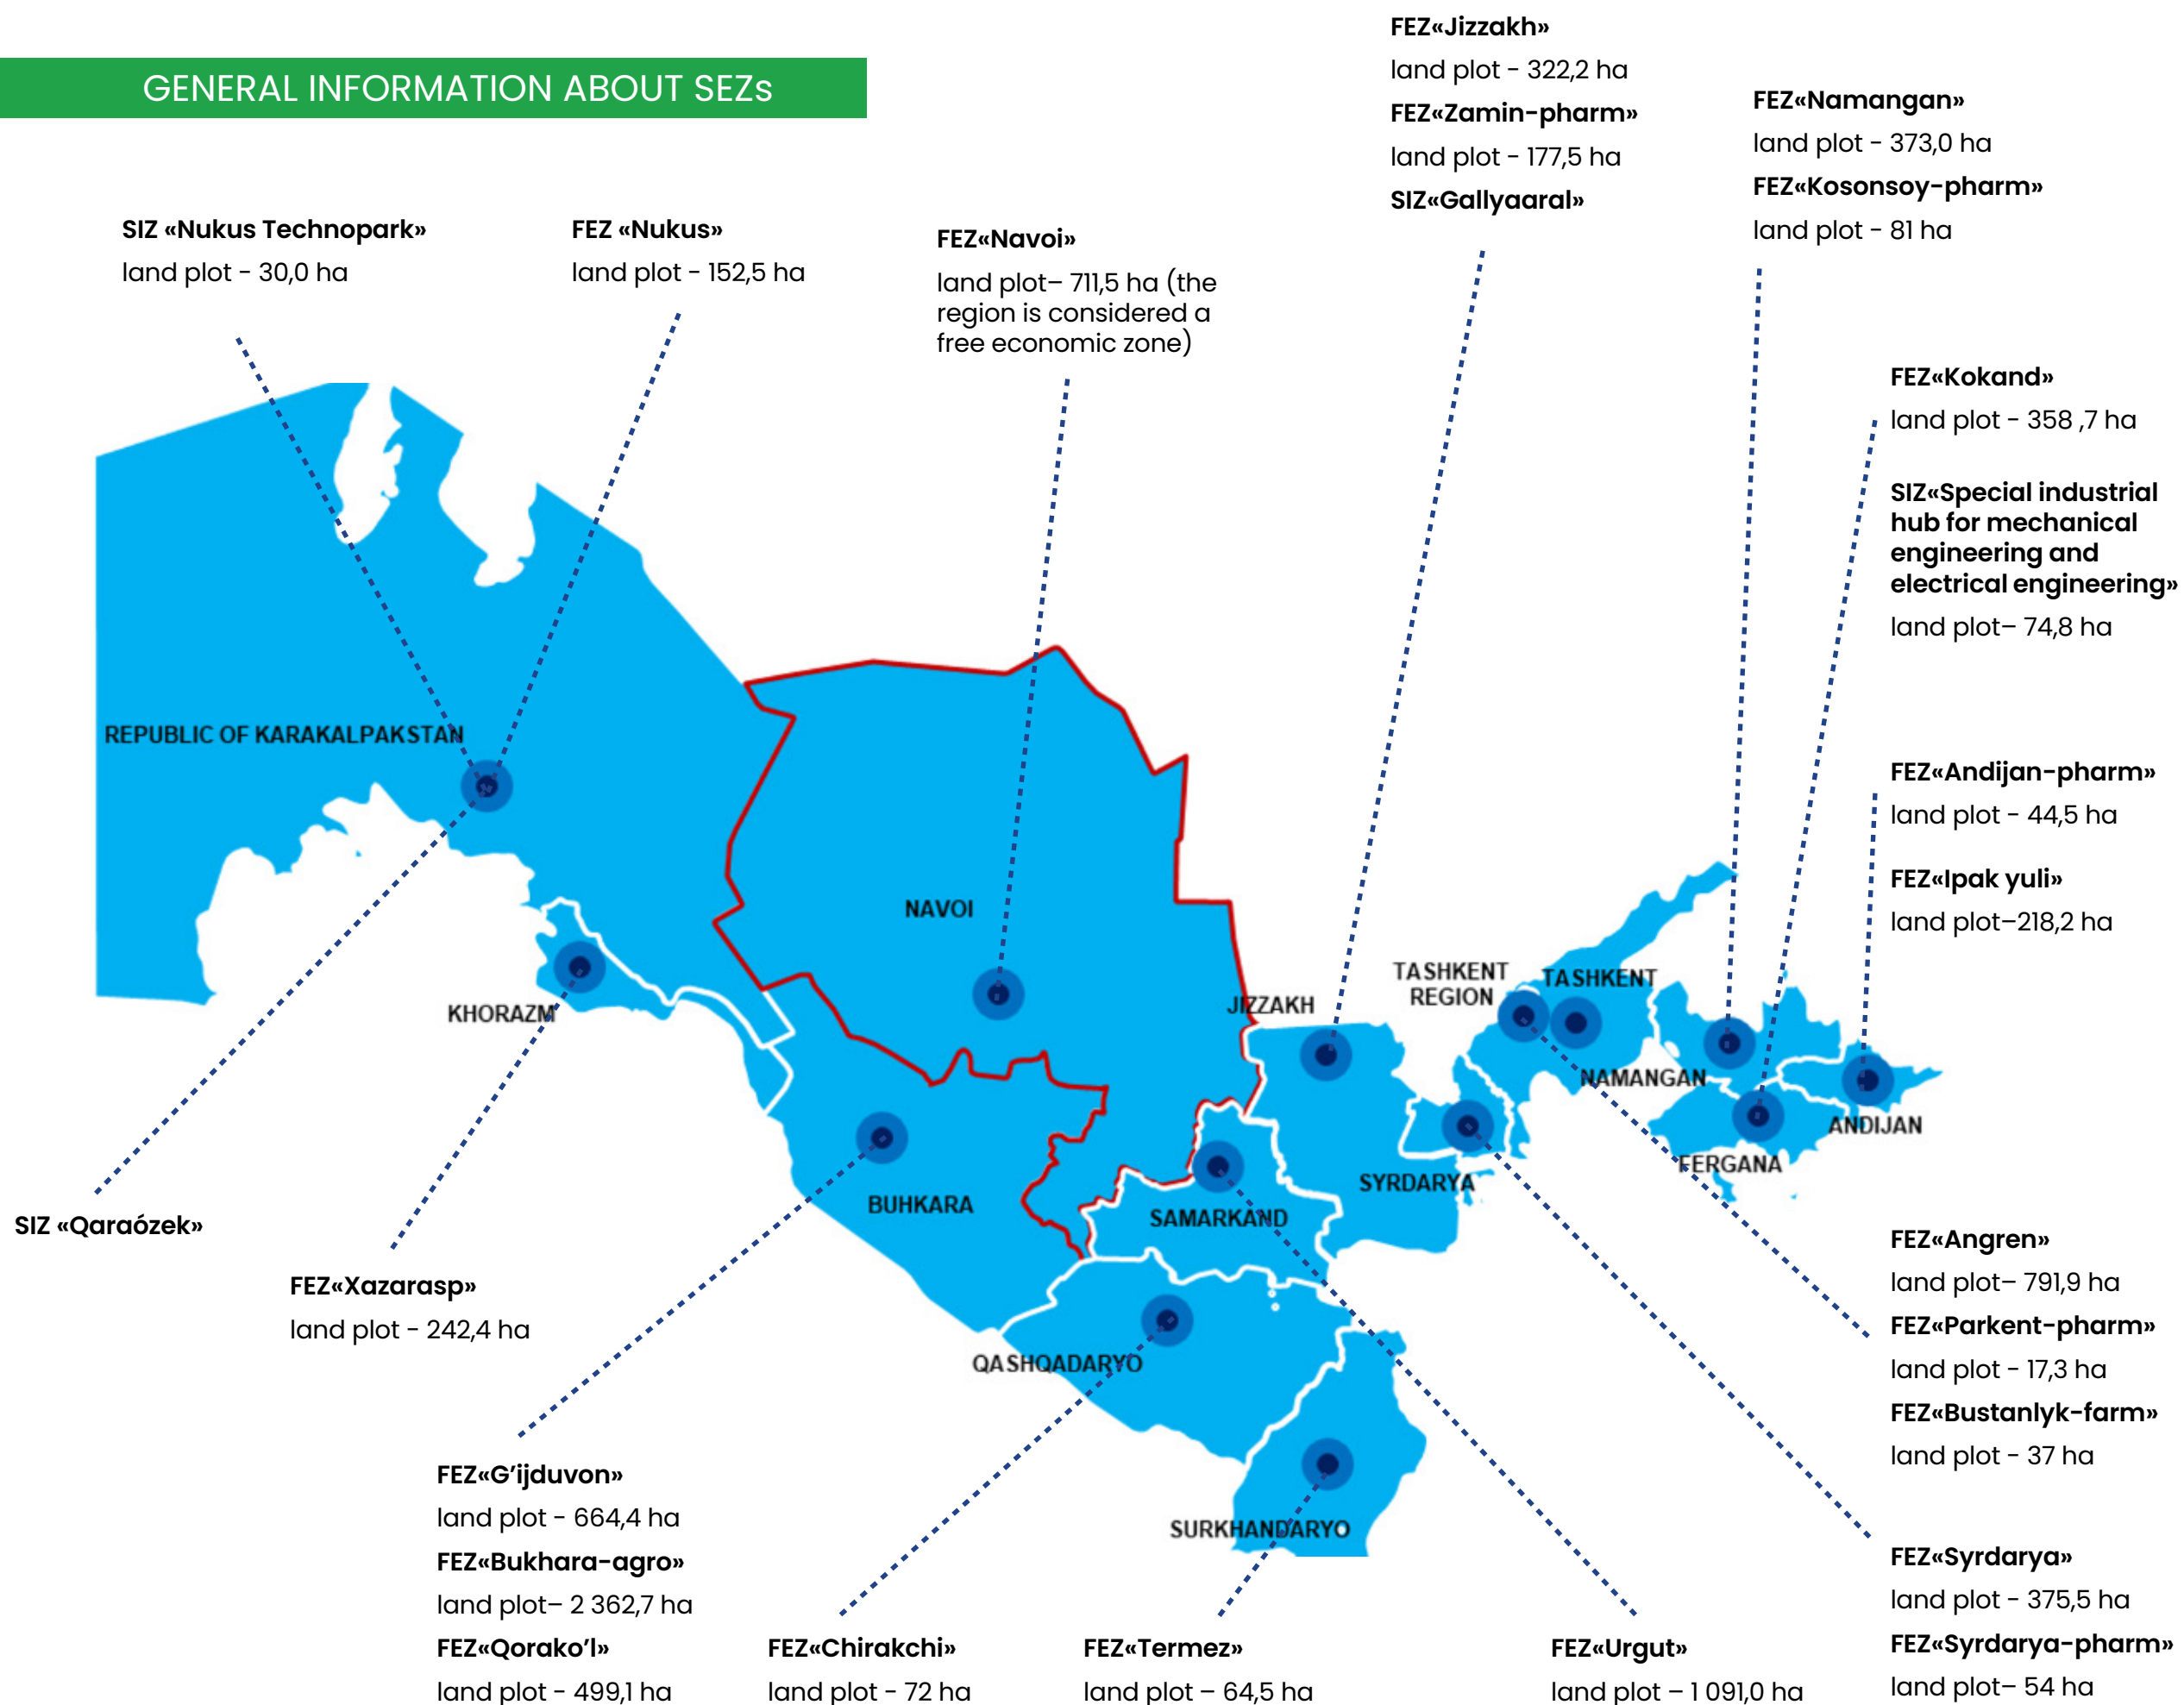 GENERAL INFORMATION ABOUT SEZs
FEZ«Jizzakh»
land plot - 322,2 ha
FEZ«Zamin-pharm»
land plot - 177,5 ha
SIZ«Gallyaaral»
FEZ«Namangan»
land plot - 373,0 ha
FEZ«Kosonsoy-pharm»
land plot - 81 ha
SIZ «Nukus Technopark»
land plot - 30,0 ha
FEZ «Nukus»
land plot - 152,5 ha
FEZ«Navoi»
land plot– 711,5 ha (the
region is considered a
free economic zone)
FEZ«Kokand»
land plot - 358 ,7 ha
SIZ«Special industrial
hub for mechanical
engineering and
electrical engineering»
land plot– 74,8 ha
FEZ«Andijan-pharm»
land plot - 44,5 ha
FEZ«Ipak yuli»
land plot–218,2 ha
REPUBLIC OF KARAKALPAKSTAN
NAVOI
KHORAZM
JIZZAKH
TASHKENT
REGION
TASHKENT
NAMANGAN
ANDIJAN
FERGANA
SYRDARYA
BUHKARA
SAMARKAND
QASHQADARYO
SURKHANDARYO
SIZ «Qaraózek»
FEZ«Xazarasp»
land plot - 242,4 ha
FEZ«Angren»
land plot– 791,9 ha
FEZ«Parkent-pharm»
land plot - 17,3 ha
FEZ«Bustanlyk-farm»
land plot - 37 ha
FEZ«G’ijduvon»
land plot - 664,4 ha
FEZ«Bukhara-agro»
land plot– 2 362,7 ha
FEZ«Qorako’l»
land plot - 499,1 ha
FEZ«Chirakchi»
land plot - 72 ha
FEZ«Termez»
land plot – 64,5 ha
FEZ«Urgut»
land plot – 1 091,0 ha
FEZ«Syrdarya»
land plot - 375,5 ha
FEZ«Syrdarya-pharm»
land plot– 54 ha